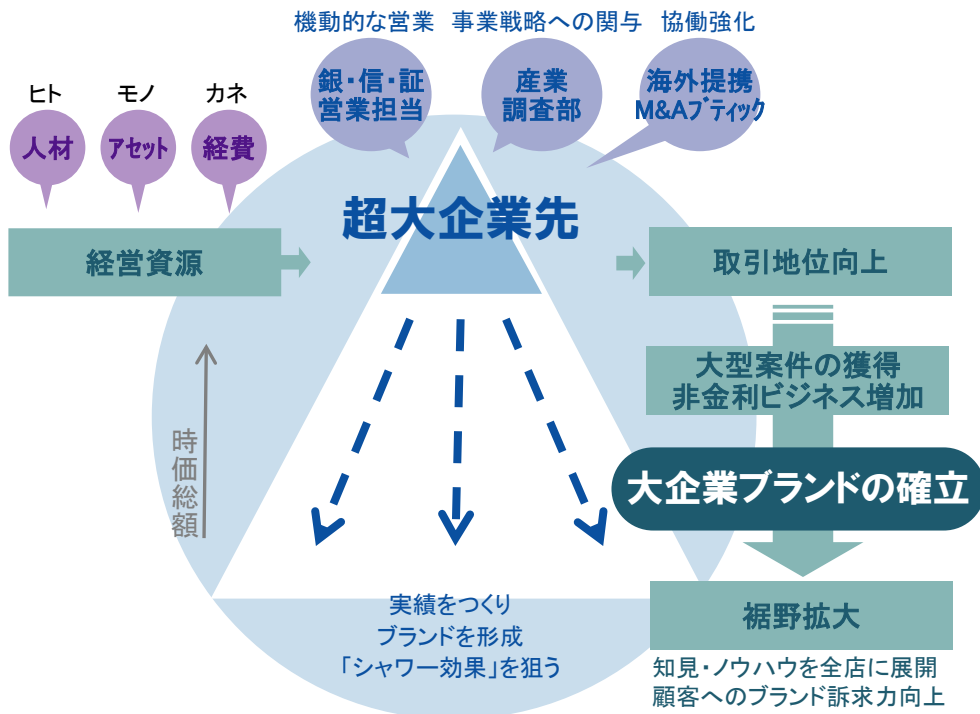 機動的な営業 事業戦略への関与 協働強化
銀・信・証
営業担当
産業
調査部
海外提携
M&Aブティック
ヒト
モノ
カネ
人材
アセット
経費
超大企業先
経営資源
取引地位向上
大型案件の獲得
非金利ビジネス増加
時価総額
大企業ブランドの確立
実績をつくり
ブランドを形成
「シャワー効果」を狙う
裾野拡大
知見・ノウハウを全店に展開
顧客へのブランド訴求力向上